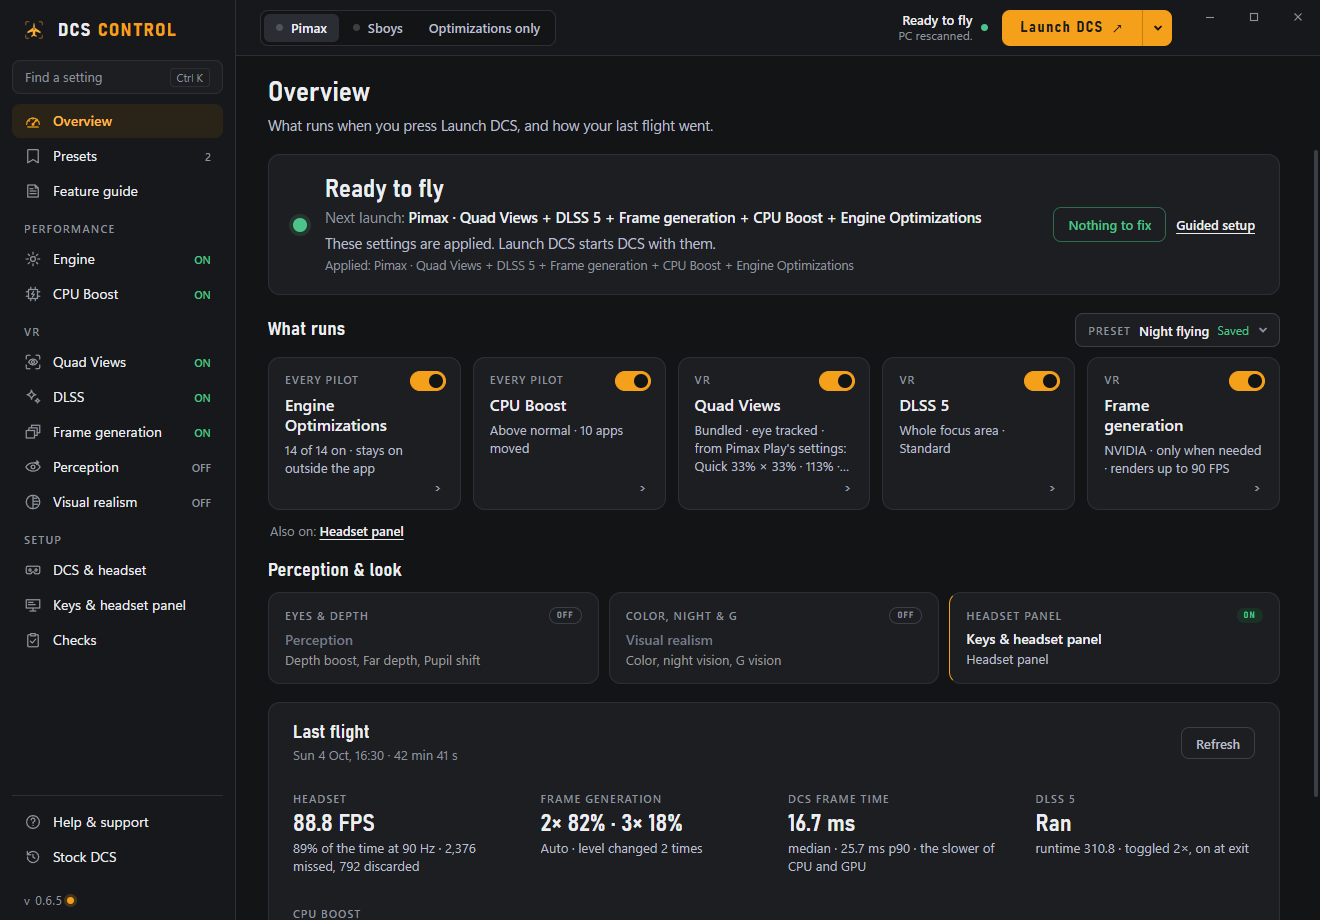 DCS CONTROL
Find a setting Ctrl K
Overview
Presets 2
Feature guide
PERFORMANCE
Engine ON
CPU Boost ON
VR
Quad Views ON
DLSS ON
Frame generation ON
Perception OFF
Visual realism OFF
SETUP
DCS & headset
Keys & headset panel
Checks
Help & support
Stock DCS
v 0.6.5
Pimax Sboys Optimizations only
Ready to fly
PC rescanned.
Launch DCS ↗
Overview
What runs when you press Launch DCS, and how your last flight went.
Ready to fly
Next launch: Pimax · Quad Views + DLSS 5 + Frame generation + CPU Boost + Engine Optimizations
These settings are applied. Launch DCS starts DCS with them.
Applied: Pimax · Quad Views + DLSS 5 + Frame generation + CPU Boost + Engine Optimizations
Nothing to fix Guided setup
What runs
PRESET Night flying Saved
EVERY PILOT
Engine
Optimizations
14 of 14 on · stays on
outside the app
EVERY PILOT
CPU Boost
Above normal · 10 apps
moved
VR
Quad Views
Bundled · eye tracked ·
from Pimax Play's settings:
Quick 33% × 33% · 113% ·...
VR
DLSS 5
Whole focus area ·
Standard
VR
Frame
generation
NVIDIA · only when needed
· renders up to 90 FPS
Also on: Headset panel
Perception & look
EYES & DEPTH OFF
Perception
Depth boost, Far depth, Pupil shift
COLOR, NIGHT & G OFF
Visual realism
Color, night vision, G vision
HEADSET PANEL ON
Keys & headset panel
Headset panel
Last flight
Sun 4 Oct, 16:30 · 42 min 41 s
Refresh
HEADSET
88.8 FPS
89% of the time at 90 Hz · 2,376
missed, 792 discarded
FRAME GENERATION
2× 82% · 3× 18%
Auto · level changed 2 times
DCS FRAME TIME
16.7 ms
median · 25.7 ms p90 · the slower of
CPU and GPU
DLSS 5
Ran
runtime 310.8 · toggled 2×, on at exit
CPU BOOST